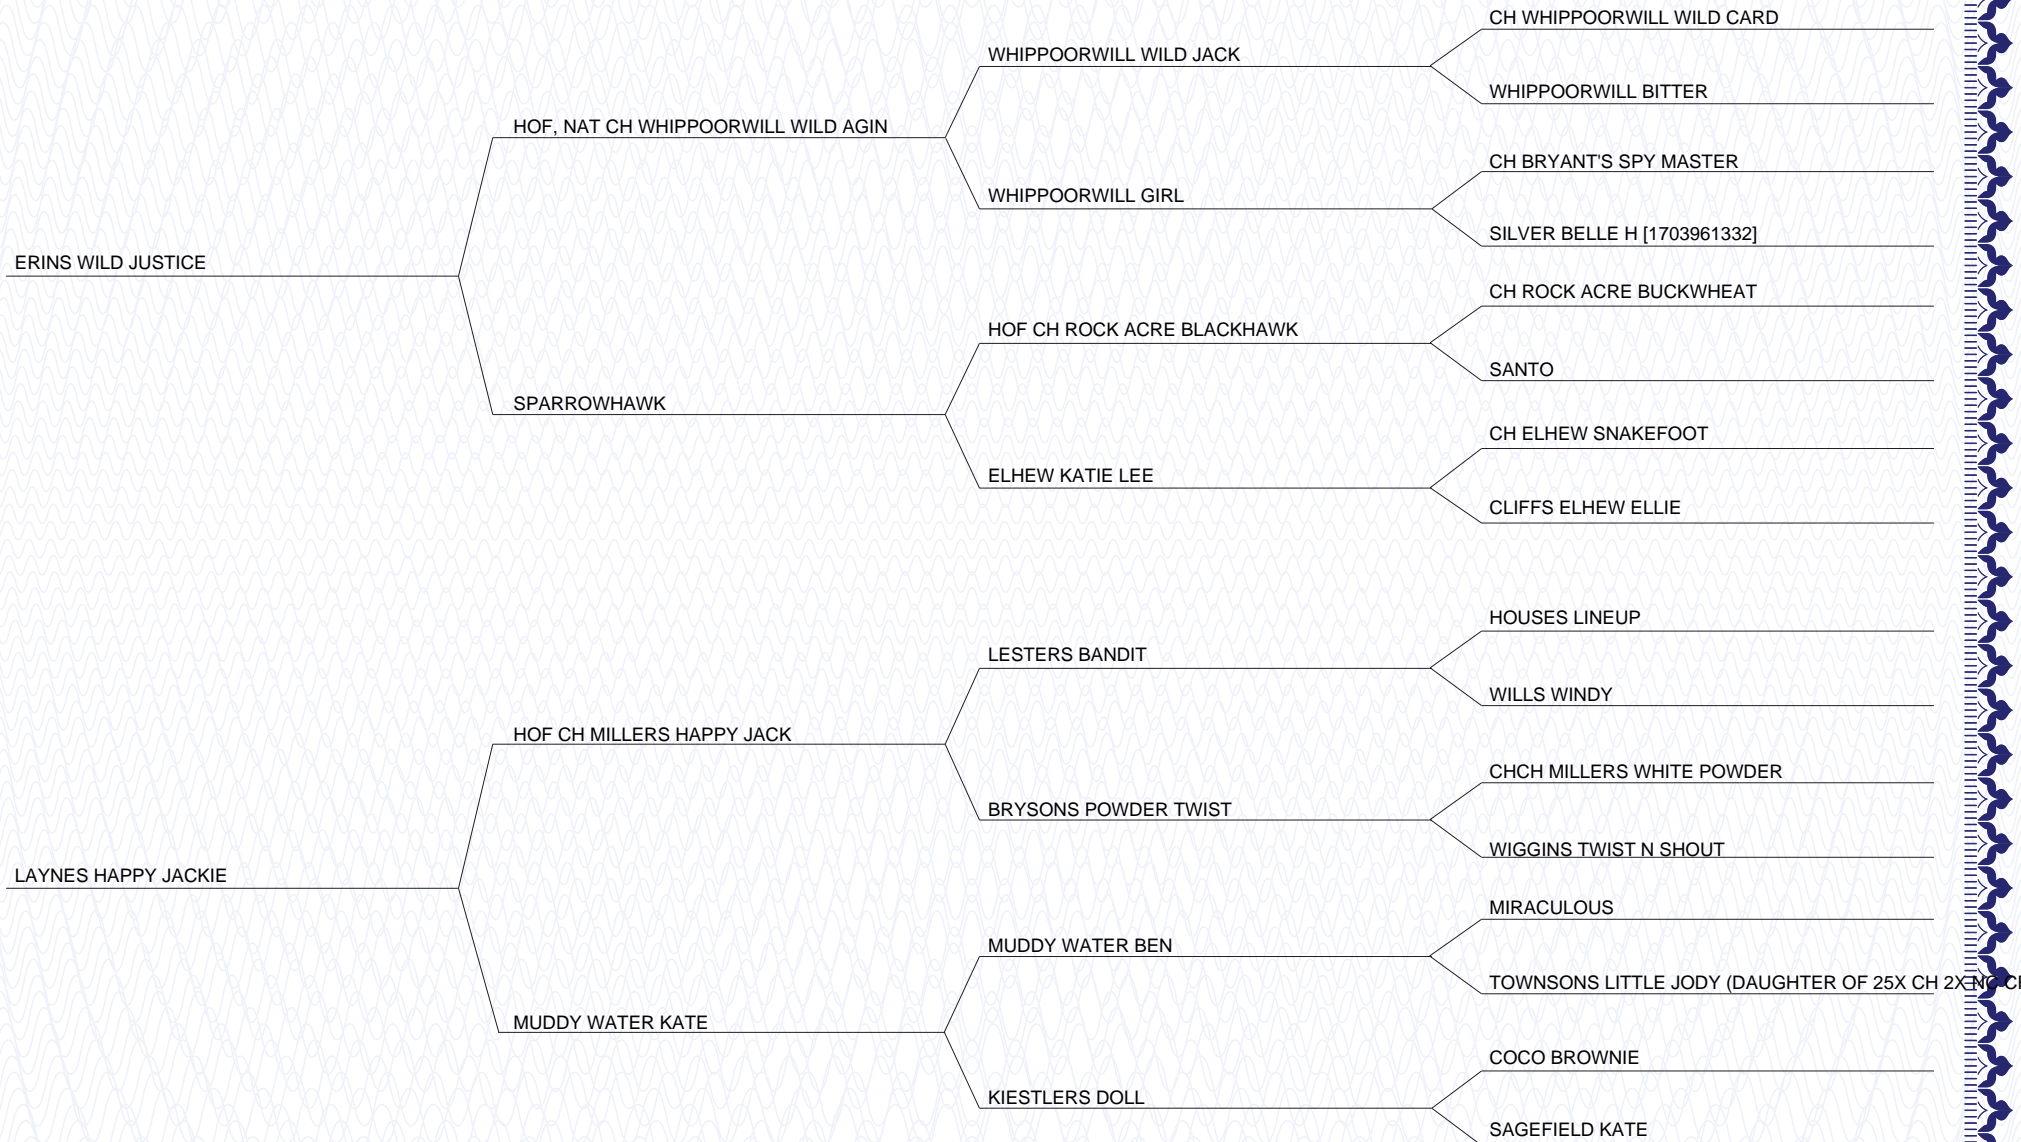 CH WHIPPOORWILL WILD CARD
WHIPPOORWILL WILD JACK
WHIPPOORWILL BITTER
HOF, NAT CH WHIPPOORWILL WILD AGIN
CH BRYANT'S SPY MASTER
WHIPPOORWILL GIRL
SILVER BELLE H [1703961332]
ERINS WILD JUSTICE
CH ROCK ACRE BUCKWHEAT
HOF CH ROCK ACRE BLACKHAWK
SANTO
SPARROWHAWK
CH ELHEW SNAKEFOOT
ELHEW KATIE LEE
CLIFFS ELHEW ELLIE
HOUSES LINEUP
LESTERS BANDIT
WILLS WINDY
HOF CH MILLERS HAPPY JACK
CHCH MILLERS WHITE POWDER
BRYSONS POWDER TWIST
WIGGINS TWIST N SHOUT
LAYNES HAPPY JACKIE
MIRACULOUS
MUDDY WATER BEN
TOWNSONS LITTLE JODY (DAUGHTER OF 25X CH 2X NC
MUDDY WATER KATE
COCO BROWNIE
KIESTLERS DOLL
SAGEFIELD KATE